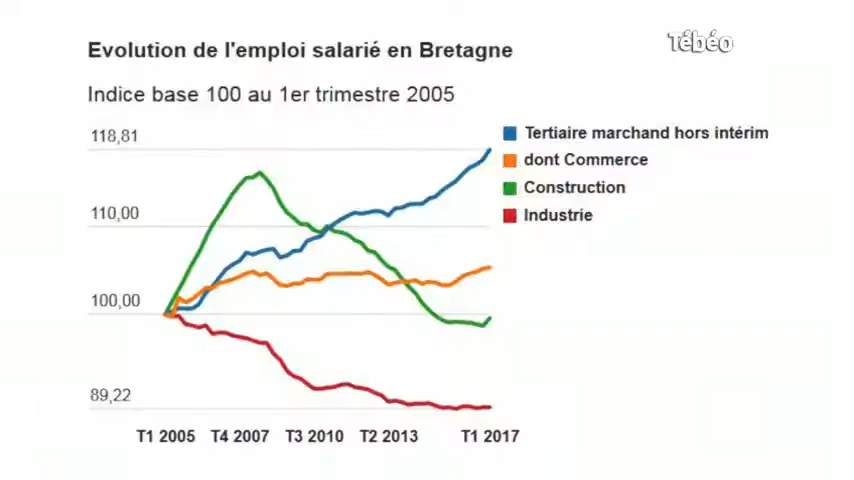 Evolution de l'emploi salarié en Bretagne
Tébéo
Indice base 100 au 1er trimestre 2005
118,81
110,00
100,00
89,22
Tertiaire marchand hors intérim
dont Commerce
Construction
Industrie
T1 2005 T4 2007 T3 2010 T2 2013 T1 2017